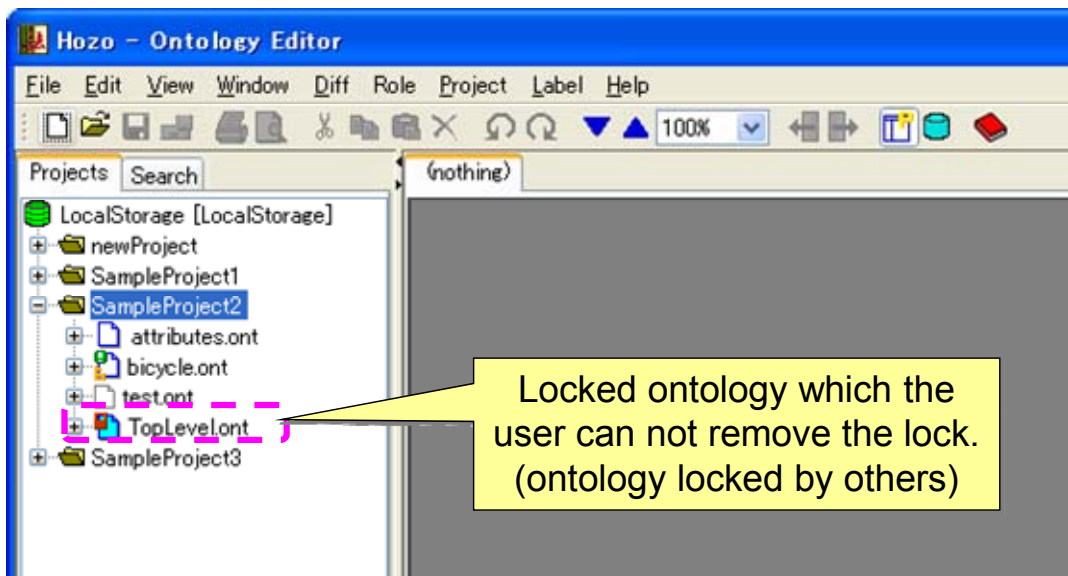 Hozo - Ontology Editor
File Edit View Window Diff Role Project Label Help
100%
Projects Search (nothing)
LocalStorage [LocalStorage]
newProject
SampleProject1
SampleProject2
attributes.ont
bicycle.ont
test.ont
TopLevel.ont
SampleProject3
Locked ontology which the
user can not remove the lock.
(ontology locked by others)